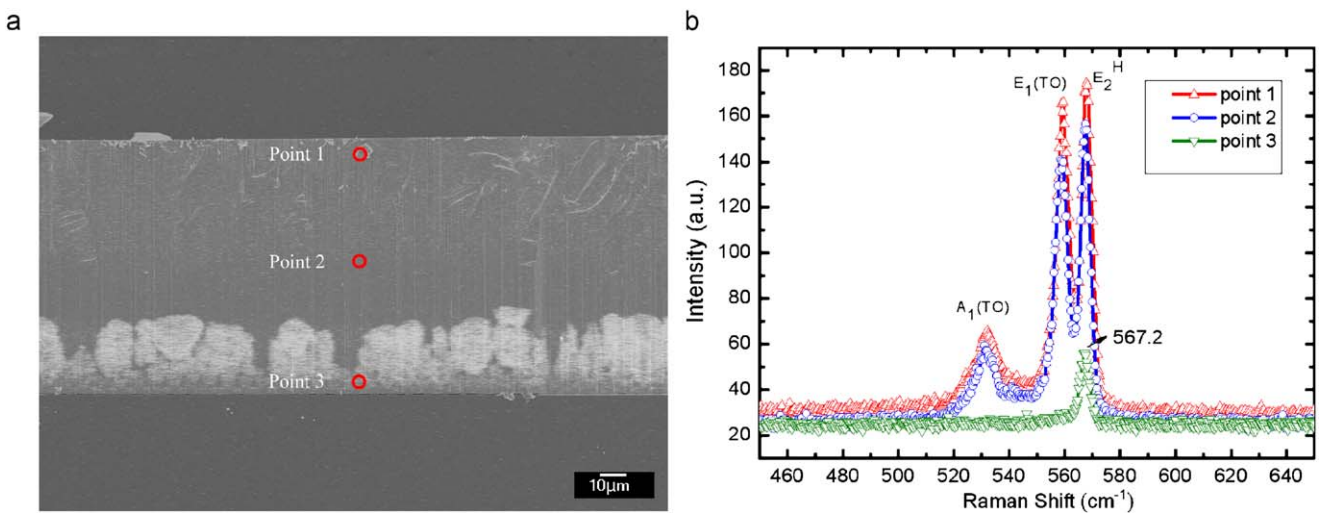 a
Point 1
Point 2
Point 3
10μm
b
Intensity (a.u.)
180
160
140
120
100
80
60
40
20
A₁(TO)
E₁(TO)
E₂ᴴ
567.2
point 1
point 2
point 3
460 480 500 520 540 560 580 600 620 640
Raman Shift (cm⁻¹)